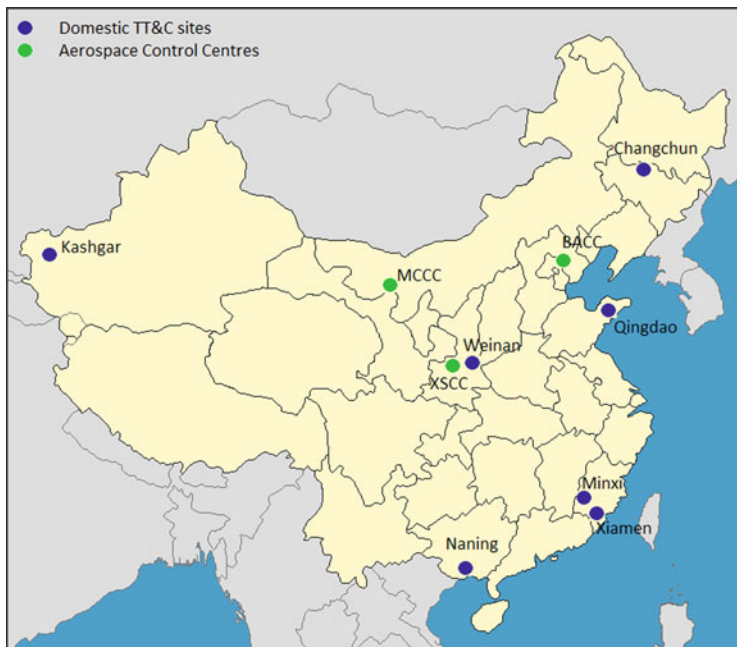 Domestic TT&C sites
Aerospace Control Centres
Changchun
BACC
Kashgar
MCCC
Qingdao
Weinan
XSCC
Minxi
Xiamen
Naning